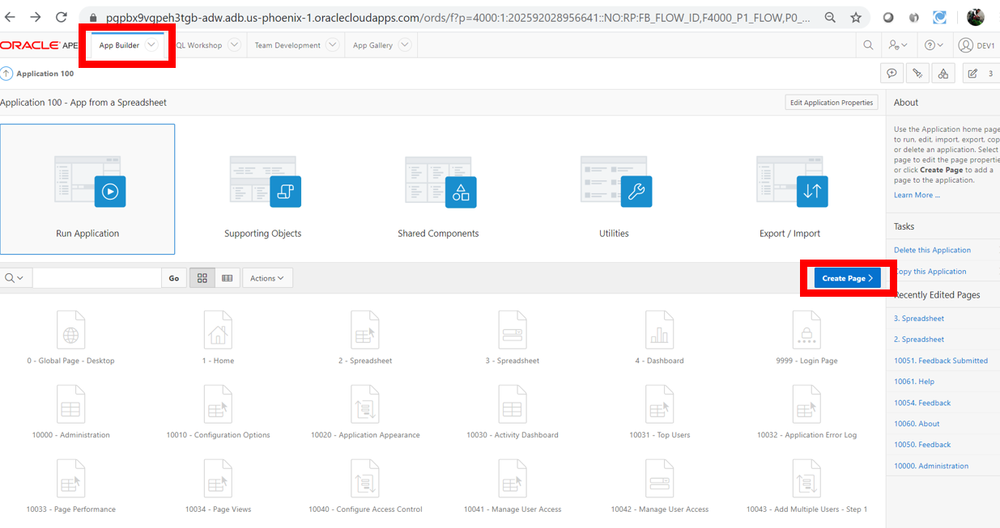 pgpbx9vgpeh3tgb-adw.adb.us-phoenix-1.oraclecloudapps.com/ords/f?p=4000:1:202592028956641::NO:RP:FB_FLOW_ID,F4000_P1_FLOW,P0_...
ORACLE APE
App Builder
QL Workshop
Team Development
App Gallery
DEV1
Application 100
3
Application 100 - App from a Spreadsheet
Edit Application Properties
About
Use the Application home page
to run, edit, import, export, cop
or delete an application. Select
page to edit the page propertie
or click Create Page to add a
page to the application.
Learn More ...
Run Application
Supporting Objects
Shared Components
Utilities
Export / Import
Tasks
Delete this Application
Copy this Application
Go
Actions
Create Page
Recently Edited Pages
3. Spreadsheet
2. Spreadsheet
10051. Feedback Submitted
10061. Help
10054. Feedback
10060. About
10050. Feedback
10000. Administration
0 - Global Page - Desktop
1 - Home
2 - Spreadsheet
3 - Spreadsheet
4 - Dashboard
9999 - Login Page
10000 - Administration
10010 - Configuration Options
10020 - Application Appearance
10030 - Activity Dashboard
10031 - Top Users
10032 - Application Error Log
10033 - Page Performance
10034 - Page Views
10040 - Configure Access Control
10041 - Manage User Access
10042 - Manage User Access
10043 - Add Multiple Users - Step 1